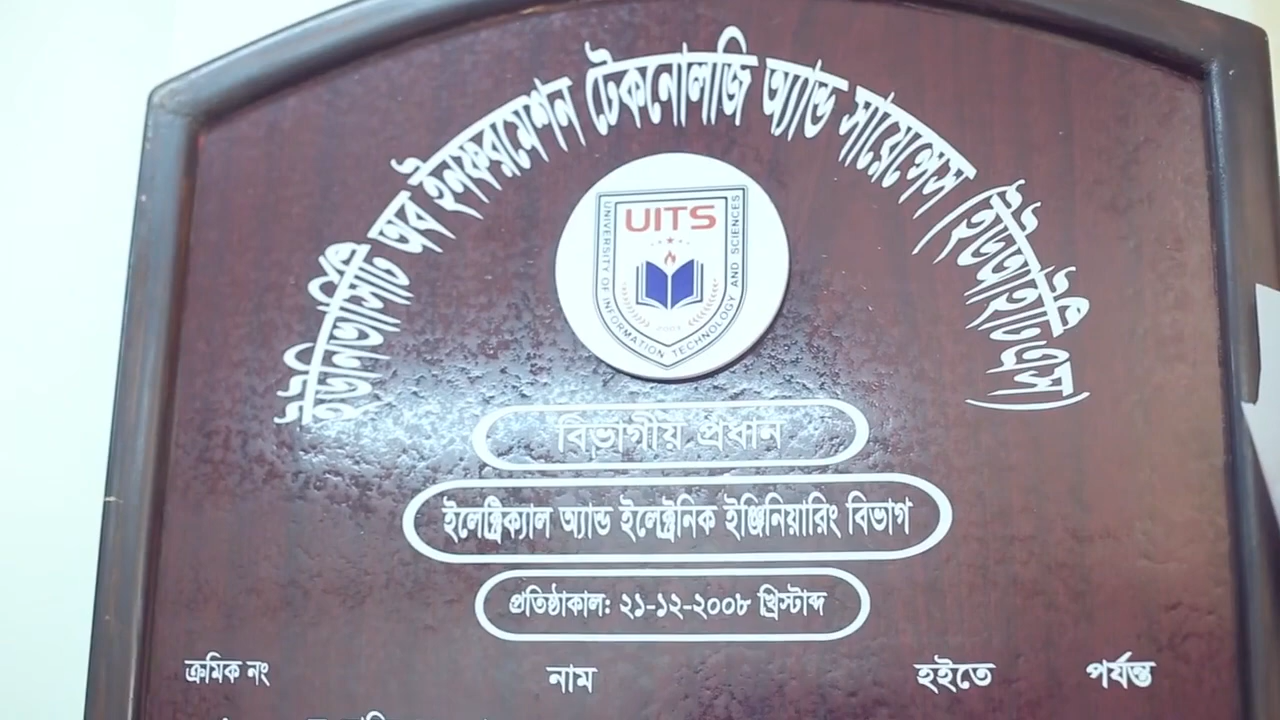 ইউনিভার্সিটি অব ইনফরমেশন টেকনোলজি অ্যান্ড সায়েন্সেস (ইউআইটিএস)
UITS
UNIVERSITY OF INFORMATION TECHNOLOGY AND SCIENCES
বিভাগীয় প্রধান
ইলেক্ট্রিক্যাল অ্যান্ড ইলেক্ট্রনিক ইঞ্জিনিয়ারিং বিভাগ
প্রতিষ্ঠাকাল: ২১-১২-২০০৮ খ্রিস্টাব্দ
ক্রমিক নং নাম হইতে পর্যন্ত